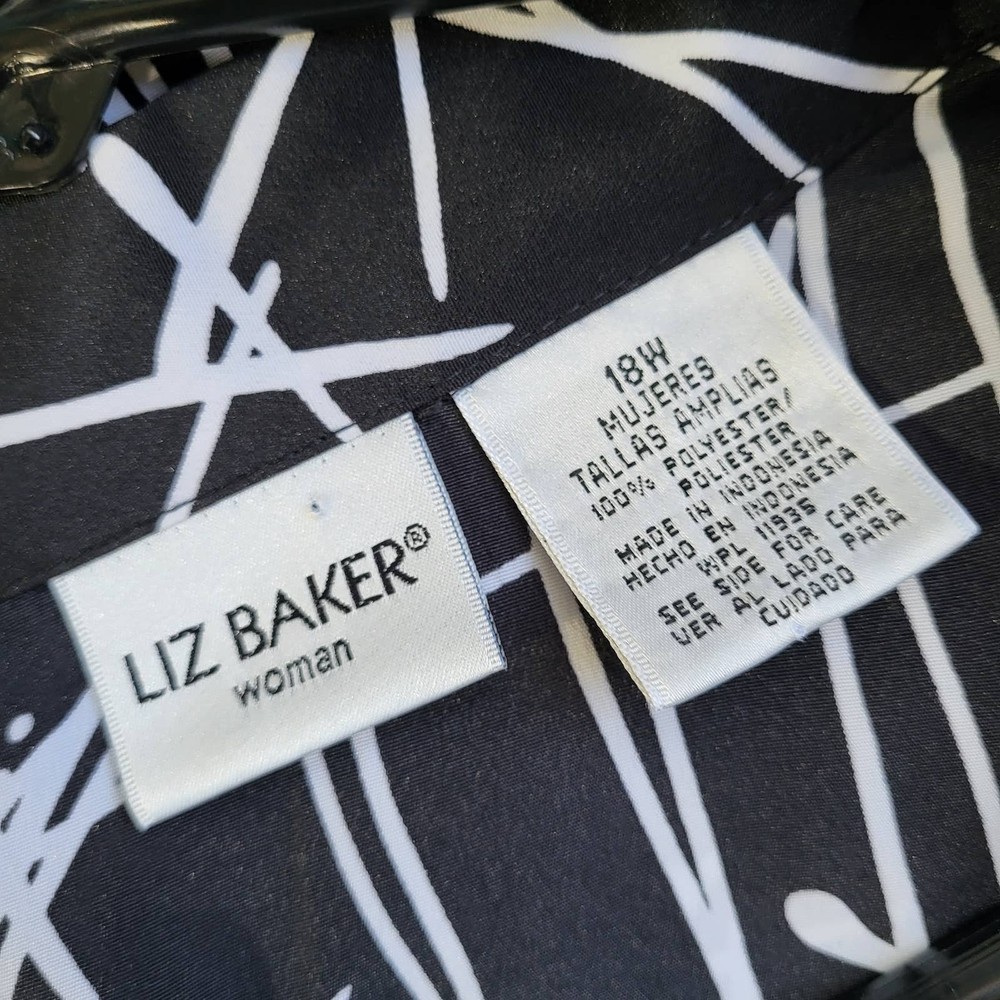 LIZ BAKER®
woman
18W
MUJERES
TALLAS AMPLIAS
100% POLYESTER/
POLIESTER
MADE IN INDONESIA
HECHO EN INDONESIA
WPL 11936
SEE SIDE FOR CARE
VER AL LADO PARA
CUIDADO